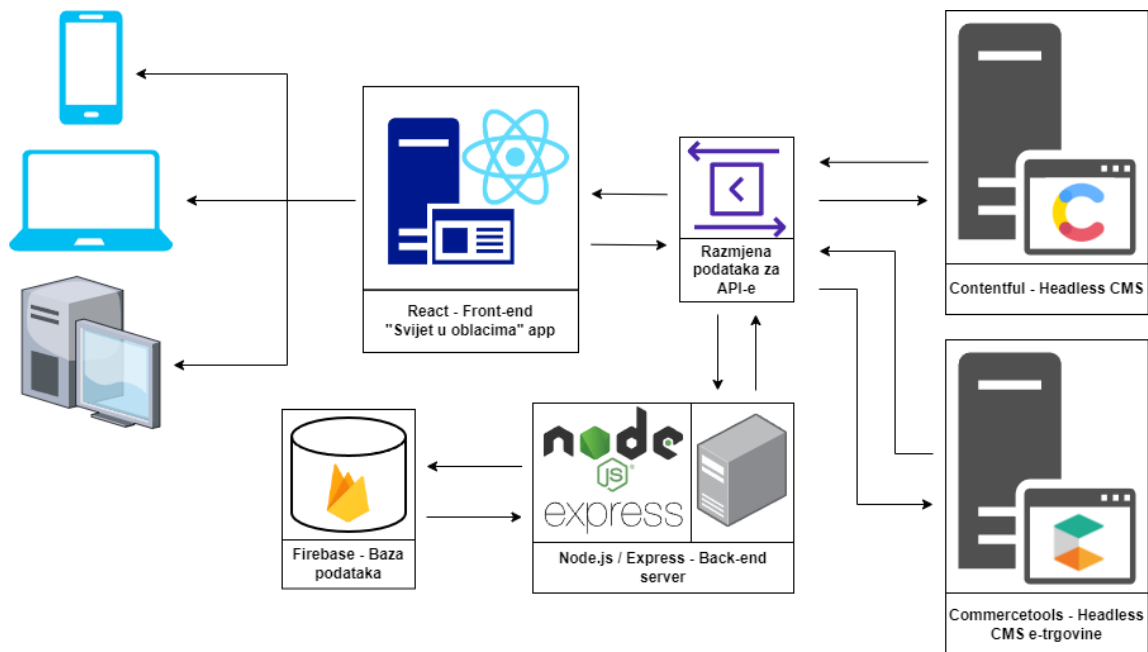 React - Front-end
"Svijet u oblacima" app
Razmjena
podataka za
API-e
Contentful - Headless CMS
node
JS
express
Node.js / Express - Back-end
server
Firebase - Baza
podataka
Commercetools - Headless
CMS e-trgovine